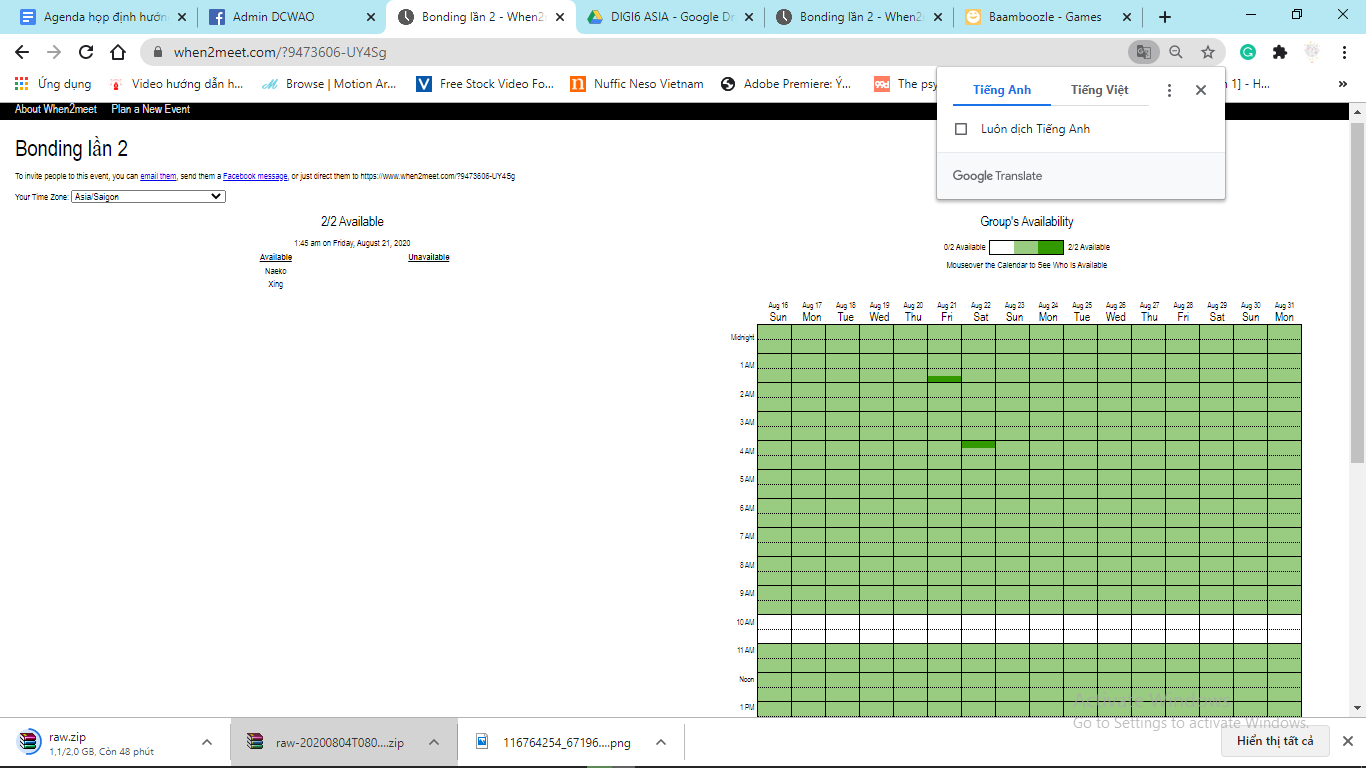 Agenda họp định hướn
Admin DCWAO
Bonding lần 2 - When2
DIGI6 ASIA - Google Dr
Bonding lần 2 - When2
Baamboozle - Games
when2meet.com/?9473606-UY4Sg
Ứng dụng
Video hướng dẫn h...
Browse | Motion Ar...
Free Stock Video Fo...
Nuffic Neso Vietnam
Adobe Premiere: Ý...
The psy
1] - H...
Tiếng Anh Tiếng Việt
Luôn dịch Tiếng Anh
Google Translate
About When2meet Plan a New Event
Bonding lần 2
To invite people to this event, you can email them, send them a Facebook message, or just direct them to https://www.when2meet.com/?9473606-UY4Sg
Your Time Zone: Asia/Saigon
2/2 Available
1:45 am on Friday, August 21, 2020
Available Unavailable
Naeko
Xing
Group's Availability
0/2 Available 2/2 Available
Mouseover the Calendar to See Who Is Available
Aug 16 Aug 17 Aug 18 Aug 19 Aug 20 Aug 21 Aug 22 Aug 23 Aug 24 Aug 25 Aug 26 Aug 27 Aug 28 Aug 29 Aug 30 Aug 31
Sun Mon Tue Wed Thu Fri Sat Sun Mon Tue Wed Thu Fri Sat Sun Mon
Midnight
1 AM
2 AM
3 AM
4 AM
5 AM
6 AM
7 AM
8 AM
9 AM
10 AM
11 AM
Noon
1 PM
Activate Windows
Go to Settings to activate Windows.
raw.zip
1,1/2,0 GB, Còn 48 phút
raw-20200804T080....zip
116764254_67196....png
Hiển thị tất cả